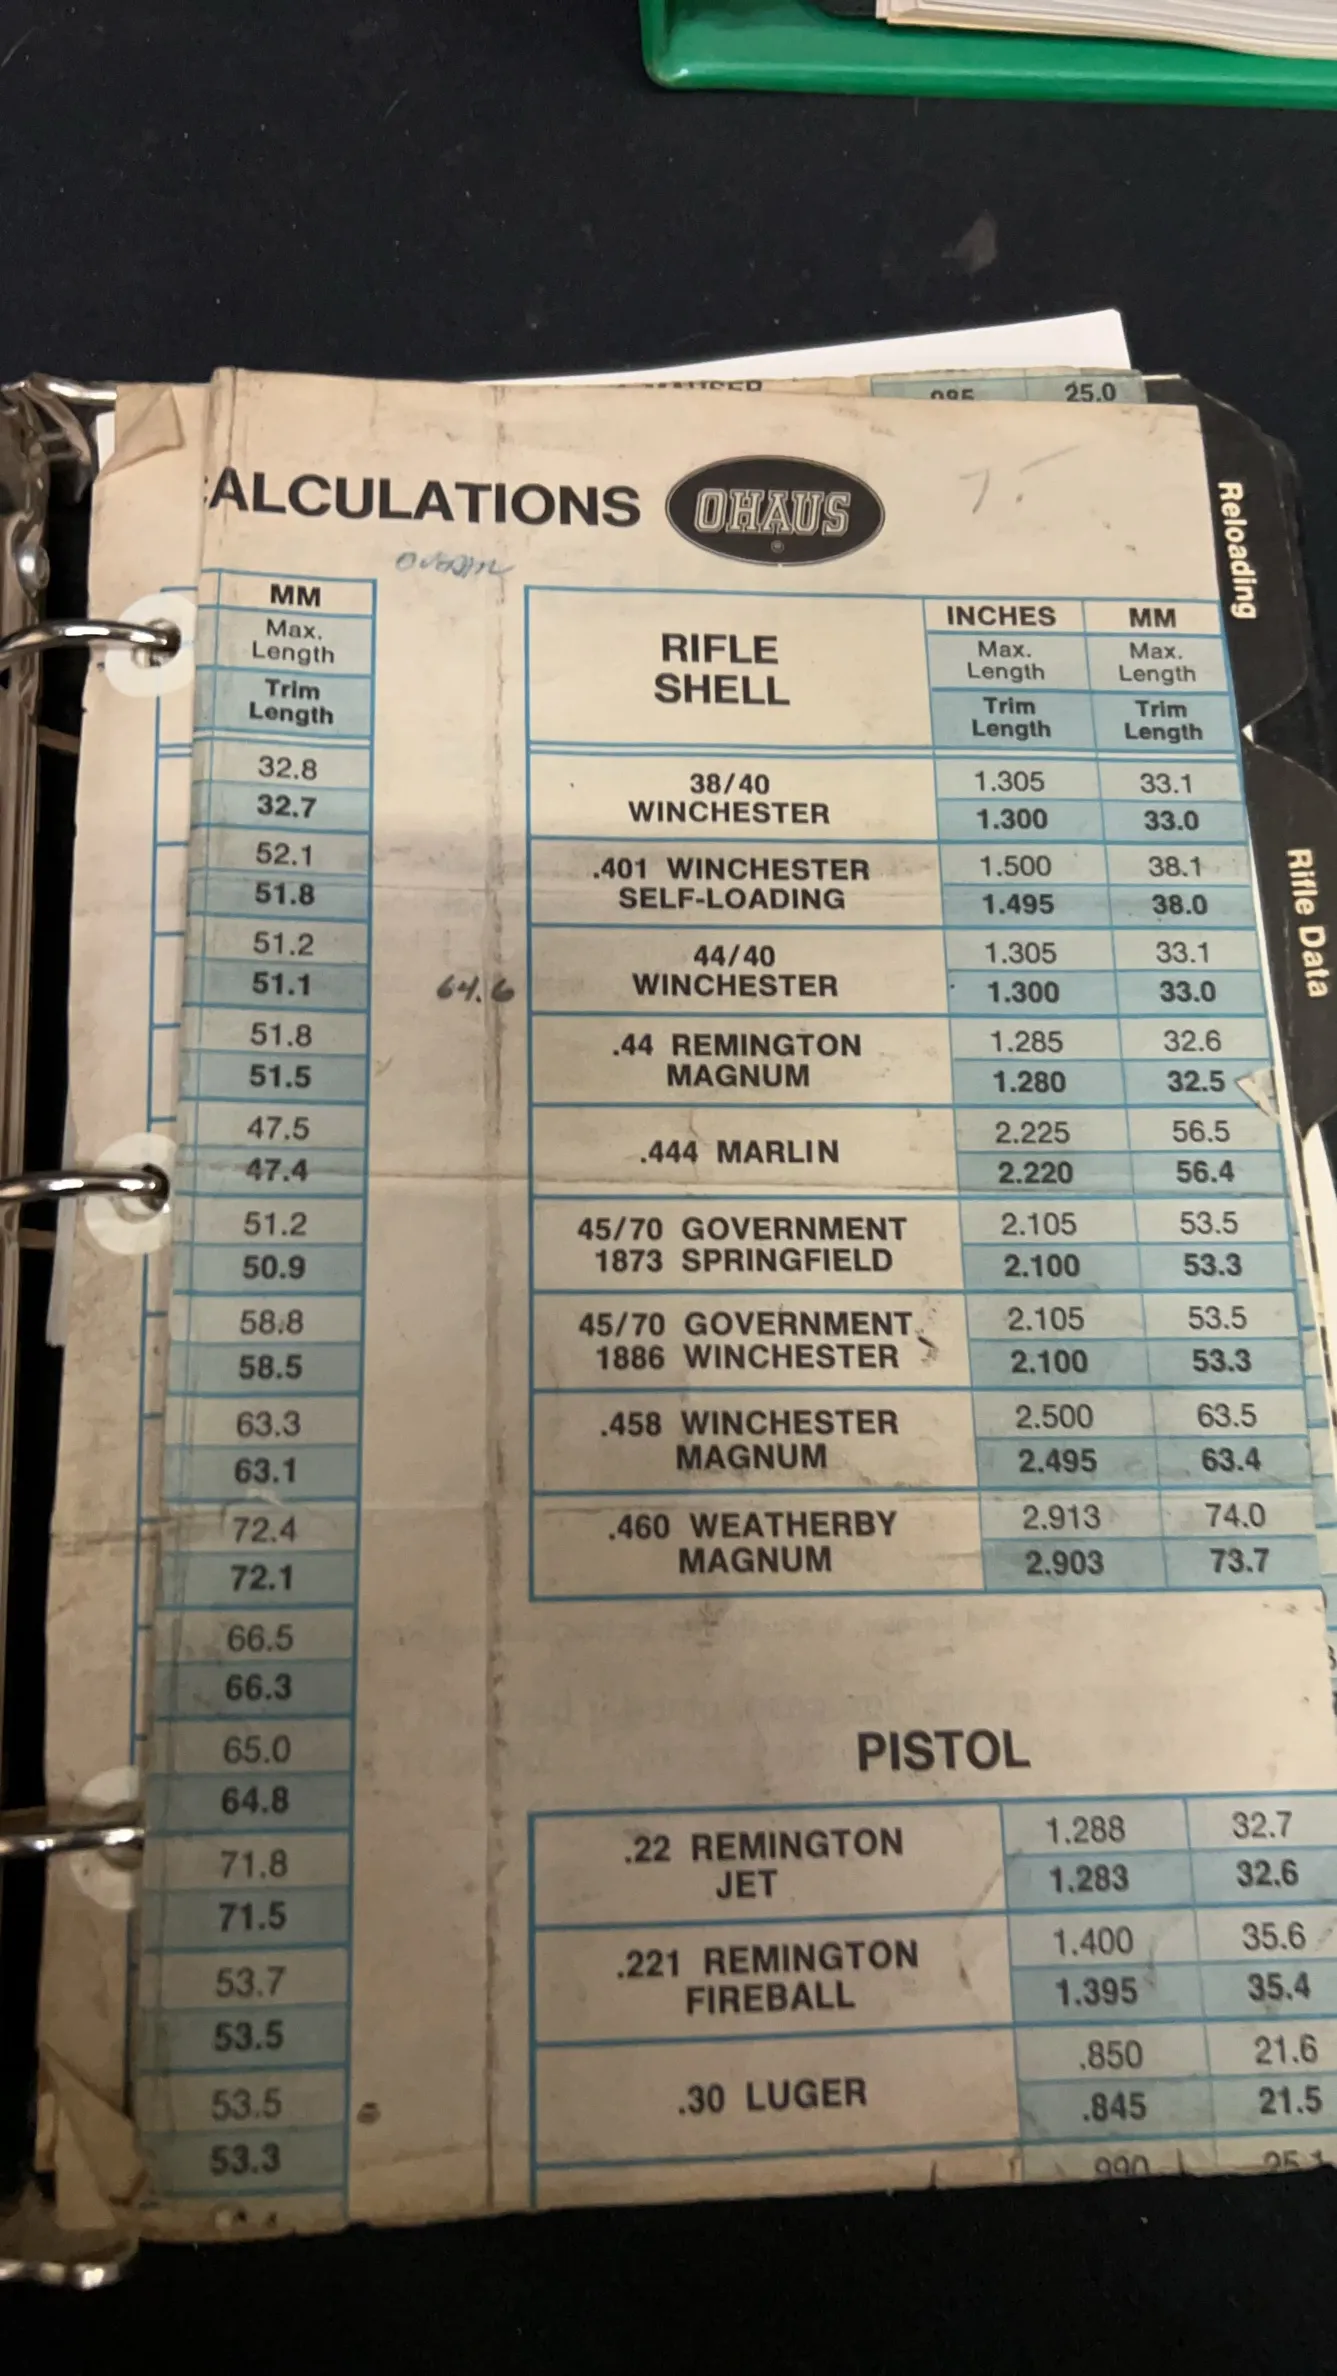 25.0
ALCULATIONS OHAUS ®
Reloading
Rifle Data
MM
Max.
Length
Trim
Length
32.8
32.7
52.1
51.8
51.2
51.1
51.8
51.5
47.5
47.4
51.2
50.9
58.8
58.5
63.3
63.1
72.4
72.1
66.5
66.3
65.0
64.8
71.8
71.5
53.7
53.5
53.5
53.3
64.6
RIFLE
SHELL
INCHES MM
Max. Max.
Length Length
Trim Trim
Length Length
38/40
WINCHESTER
1.305 33.1
1.300 33.0
.401 WINCHESTER
SELF-LOADING
1.500 38.1
1.495 38.0
44/40
WINCHESTER
1.305 33.1
1.300 33.0
.44 REMINGTON
MAGNUM
1.285 32.6
1.280 32.5
.444 MARLIN
2.225 56.5
2.220 56.4
45/70 GOVERNMENT
1873 SPRINGFIELD
2.105 53.5
2.100 53.3
45/70 GOVERNMENT
1886 WINCHESTER
2.105 53.5
2.100 53.3
.458 WINCHESTER
MAGNUM
2.500 63.5
2.495 63.4
.460 WEATHERBY
MAGNUM
2.913 74.0
2.903 73.7
PISTOL
.22 REMINGTON
JET
1.288 32.7
1.283 32.6
.221 REMINGTON
FIREBALL
1.400 35.6
1.395 35.4
.30 LUGER
.850 21.6
.845 21.5